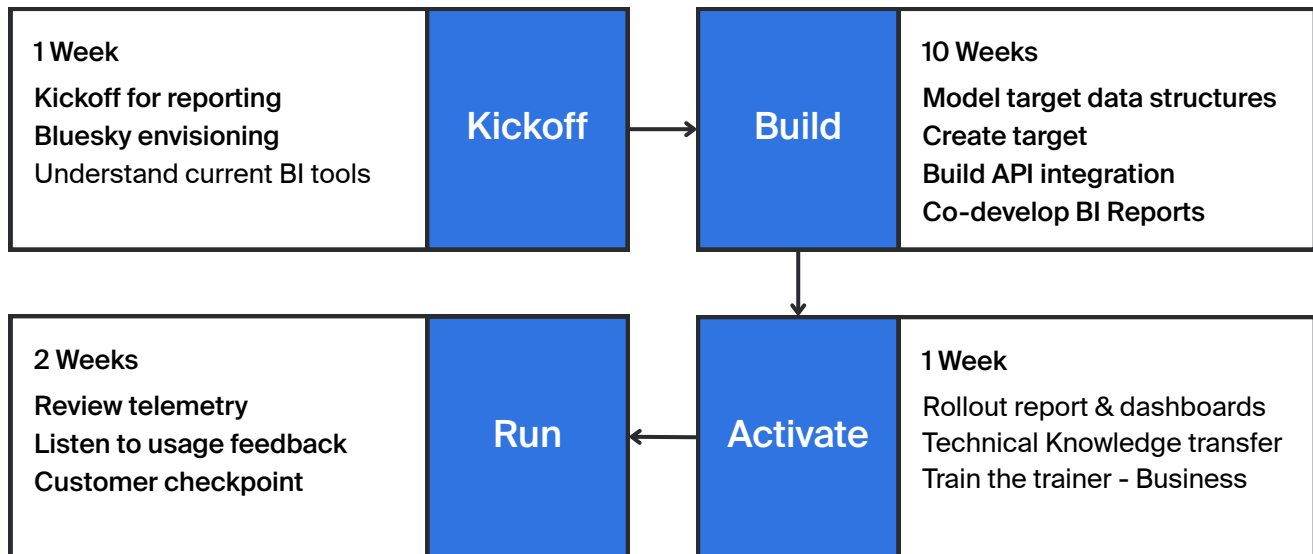 1 Week
Kickoff for reporting
Bluesky envisioning
Understand current BI tools
Kickoff
Build
10 Weeks
Model target data structures
Create target
Build API integration
Co-develop BI Reports
2 Weeks
Review telemetry
Listen to usage feedback
Customer checkpoint
Run
Activate
1 Week
Rollout report & dashboards
Technical Knowledge transfer
Train the trainer - Business